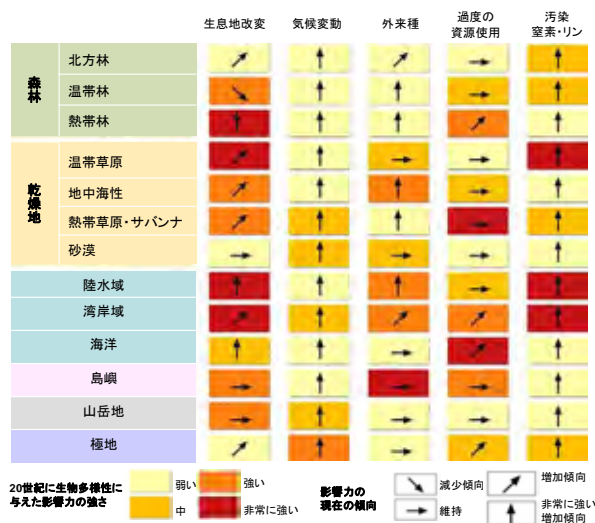 生息地改変
気候変動
外来種
過度の
資源使用
汚染
窒素・リン
森林
北方林
温帯林
熱帯林
乾燥地
温帯草原
地中海性
熱帯草原・サバンナ
砂漠
陸水域
湾岸域
海洋
島嶼
山岳地
極地
20世紀に生物多様性に
与えた影響力の強さ
弱い
強い
中
非常に強い
影響力の
現在の傾向
減少傾向
増加傾向
維持
非常に強い
増加傾向